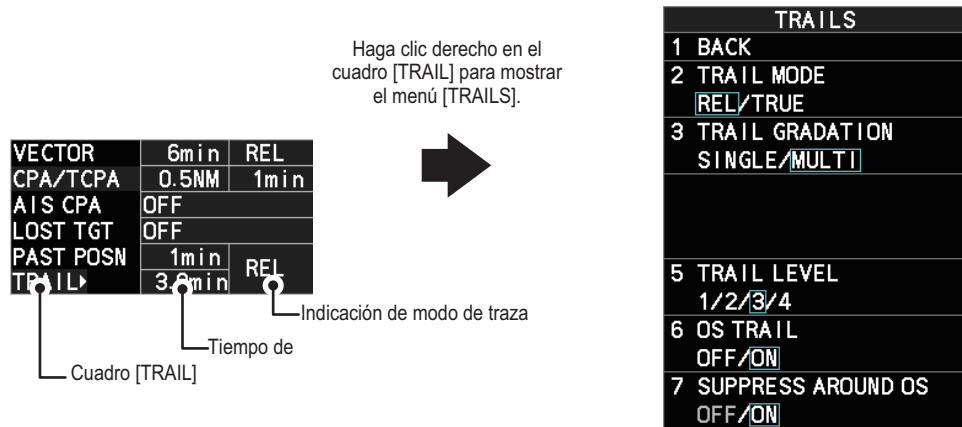 Haga clic derecho en el
cuadro [TRAIL] para mostrar
el menú [TRAILS].
VECTOR 6min REL
CPA/TCPA 0.5NM 1min
AIS CPA OFF
LOST TGT OFF
PAST POSN 1min REL
TRAIL
Indicación de modo de traza
Tiempo de
Cuadro [TRAIL]
TRAILS
1 BACK
2 TRAIL MODE
REL/TRUE
3 TRAIL GRADATION
SINGLE/MULTI
5 TRAIL LEVEL
1/2/3/4
6 OS TRAIL
OFF/ON
7 SUPPRESS AROUND OS
OFF/ON